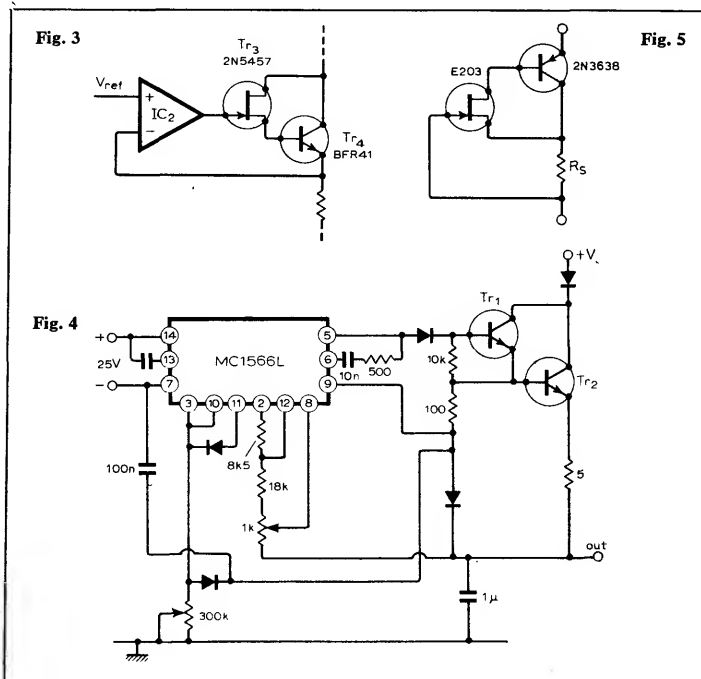 Fig. 3
Tr3
2N5457
Vref
+
−
IC2
Tr4
BFR41
Fig. 5
E203
2N3638
RS
Fig. 4
+
−
25V
14
13
7
MC1566L
5
6
9
3
10
11
2
12
8
10n
500
10k
100
Tr1
Tr2
+V
5
100n
8k5
18k
1k
300k
1µ
out